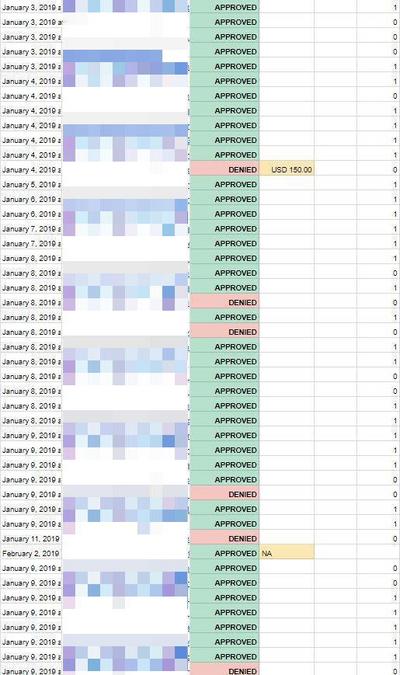 January 3, 2019 a APPROVED 1
January 3, 2019 a APPROVED 0
January 3, 2019 a APPROVED 0
January 3, 2019 a APPROVED 0
January 3, 2019 a APPROVED 1
January 4, 2019 a APPROVED 1
January 4, 2019 a APPROVED 0
January 4, 2019 a APPROVED 1
January 4, 2019 a APPROVED 1
January 4, 2019 a APPROVED 1
January 4, 2019 a APPROVED 1
January 4, 2019 a DENIED USD 150.00 0
January 5, 2019 a APPROVED 1
January 6, 2019 a APPROVED 1
January 6, 2019 a APPROVED 1
January 7, 2019 a APPROVED 1
January 7, 2019 a APPROVED 1
January 8, 2019 a APPROVED 0
January 8, 2019 a APPROVED 1
January 8, 2019 a APPROVED 1
January 8, 2019 a DENIED 0
January 8, 2019 a APPROVED 1
January 8, 2019 a DENIED 0
January 8, 2019 a APPROVED 1
January 8, 2019 a APPROVED 1
January 8, 2019 a APPROVED 0
January 8, 2019 a APPROVED 0
January 8, 2019 a APPROVED 1
January 8, 2019 a APPROVED 1
January 9, 2019 a APPROVED 1
January 9, 2019 a APPROVED 1
January 9, 2019 a APPROVED 0
January 9, 2019 a APPROVED 0
January 9, 2019 a DENIED 0
January 9, 2019 a APPROVED 1
January 9, 2019 a APPROVED 1
January 11, 2019 DENIED 0
February 2, 2019 APPROVED NA
January 9, 2019 a APPROVED 0
January 9, 2019 a APPROVED 0
January 9, 2019 a APPROVED 1
January 9, 2019 a APPROVED 1
January 9, 2019 a APPROVED 1
January 9, 2019 a APPROVED 1
January 9, 2019 a APPROVED 1
January 9, 2019 a DENIED 0